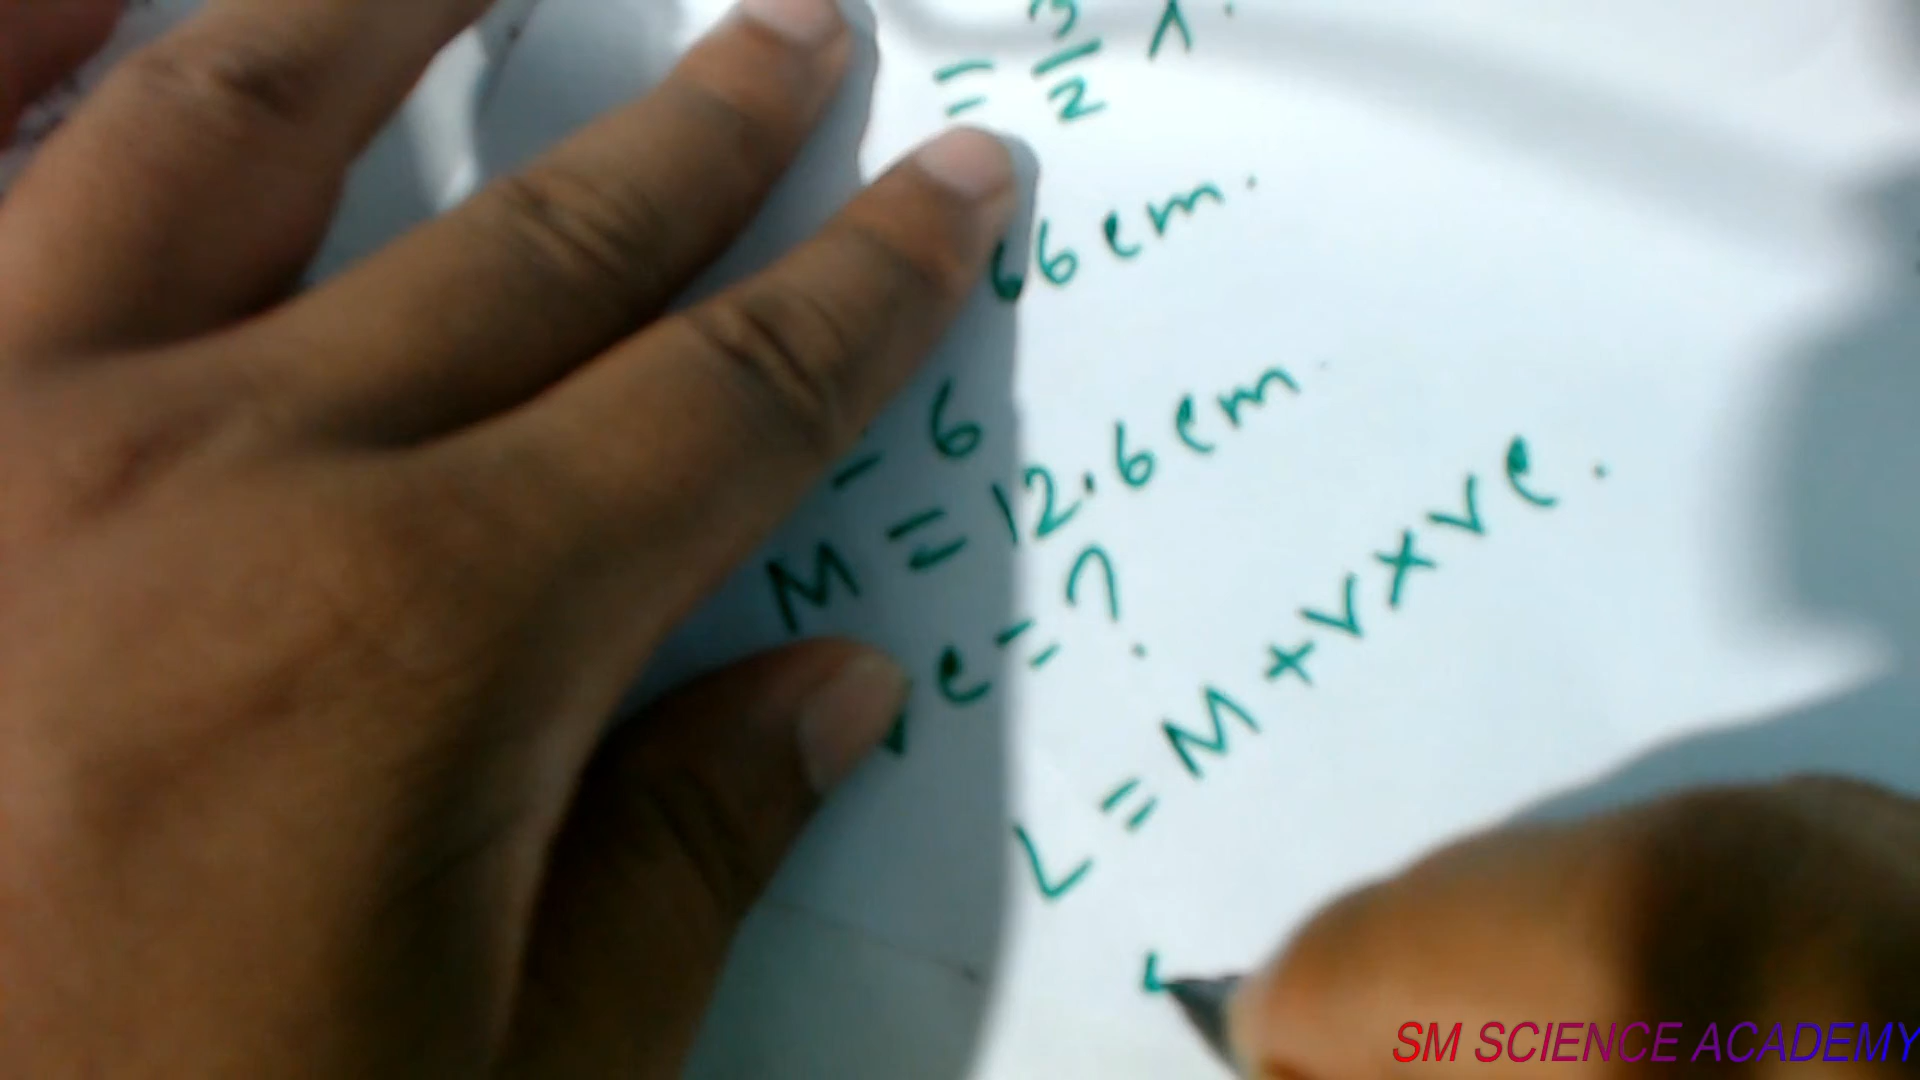 = 3/2 λ.
66 cm.
- 6
M = 12.6 cm.
Ve = ?
L = M × V × Ve.
SM SCIENCE ACADEMY